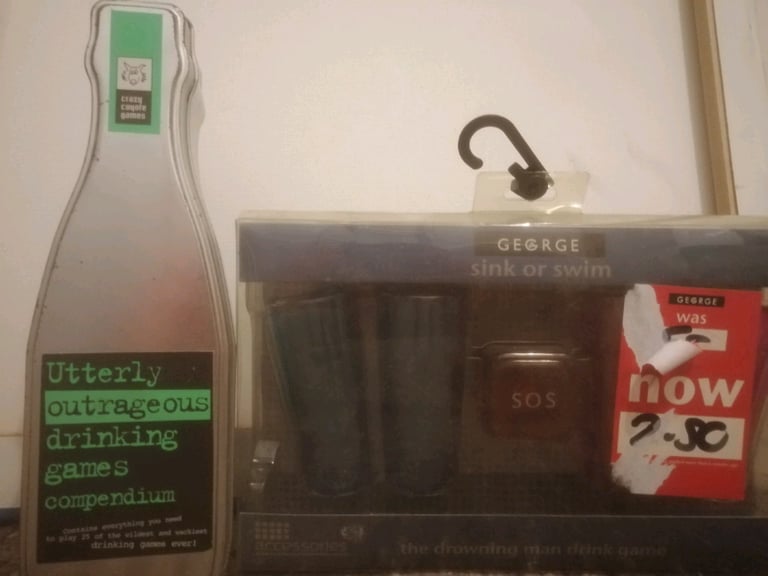 crazy
coyote
games
Utterly
outrageous
drinking
games
compendium
Contains everything you need
to play 25 of the wildest and wackiest
drinking games ever!
GEORGE
sink or swim
SOS
GEORGE
was
now
2.50
accessories
the drowning man drink game